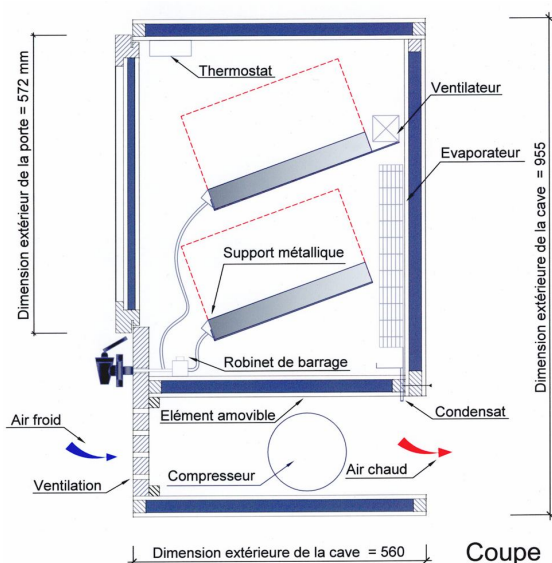 Thermostat
Ventilateur
Evaporateur
Dimension extérieure de la porte = 572 mm
Dimension extérieure de la cave = 955
Support métallique
Robinet de barrage
Elément amovible
Condensat
Air froid
Air chaud
Compresseur
Ventilation
Dimension extérieure de la cave = 560
Coupe